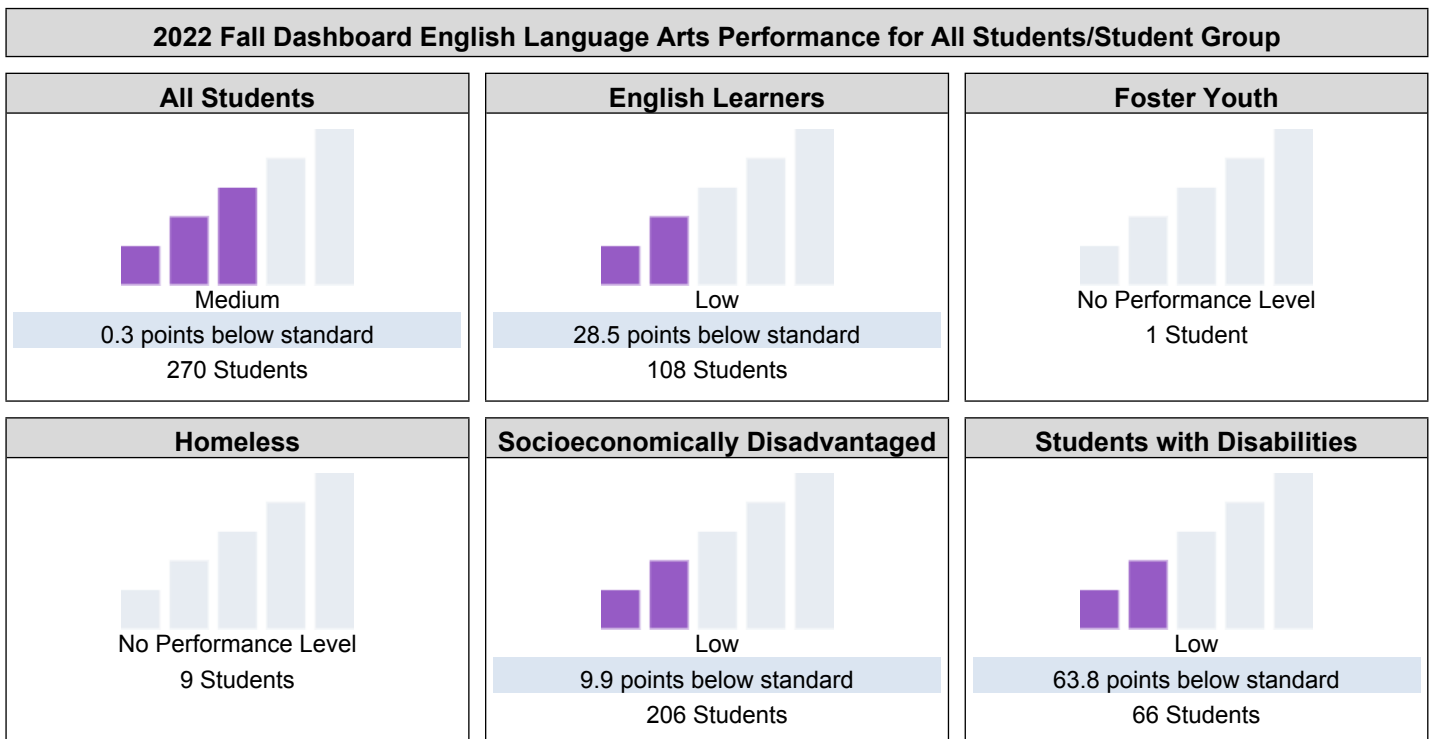 2022 Fall Dashboard English Language Arts Performance for All Students/Student Group
All Students
Medium
0.3 points below standard
270 Students
English Learners
Low
28.5 points below standard
108 Students
Foster Youth
No Performance Level
1 Student
Homeless
No Performance Level
9 Students
Socioeconomically Disadvantaged
Low
9.9 points below standard
206 Students
Students with Disabilities
Low
63.8 points below standard
66 Students